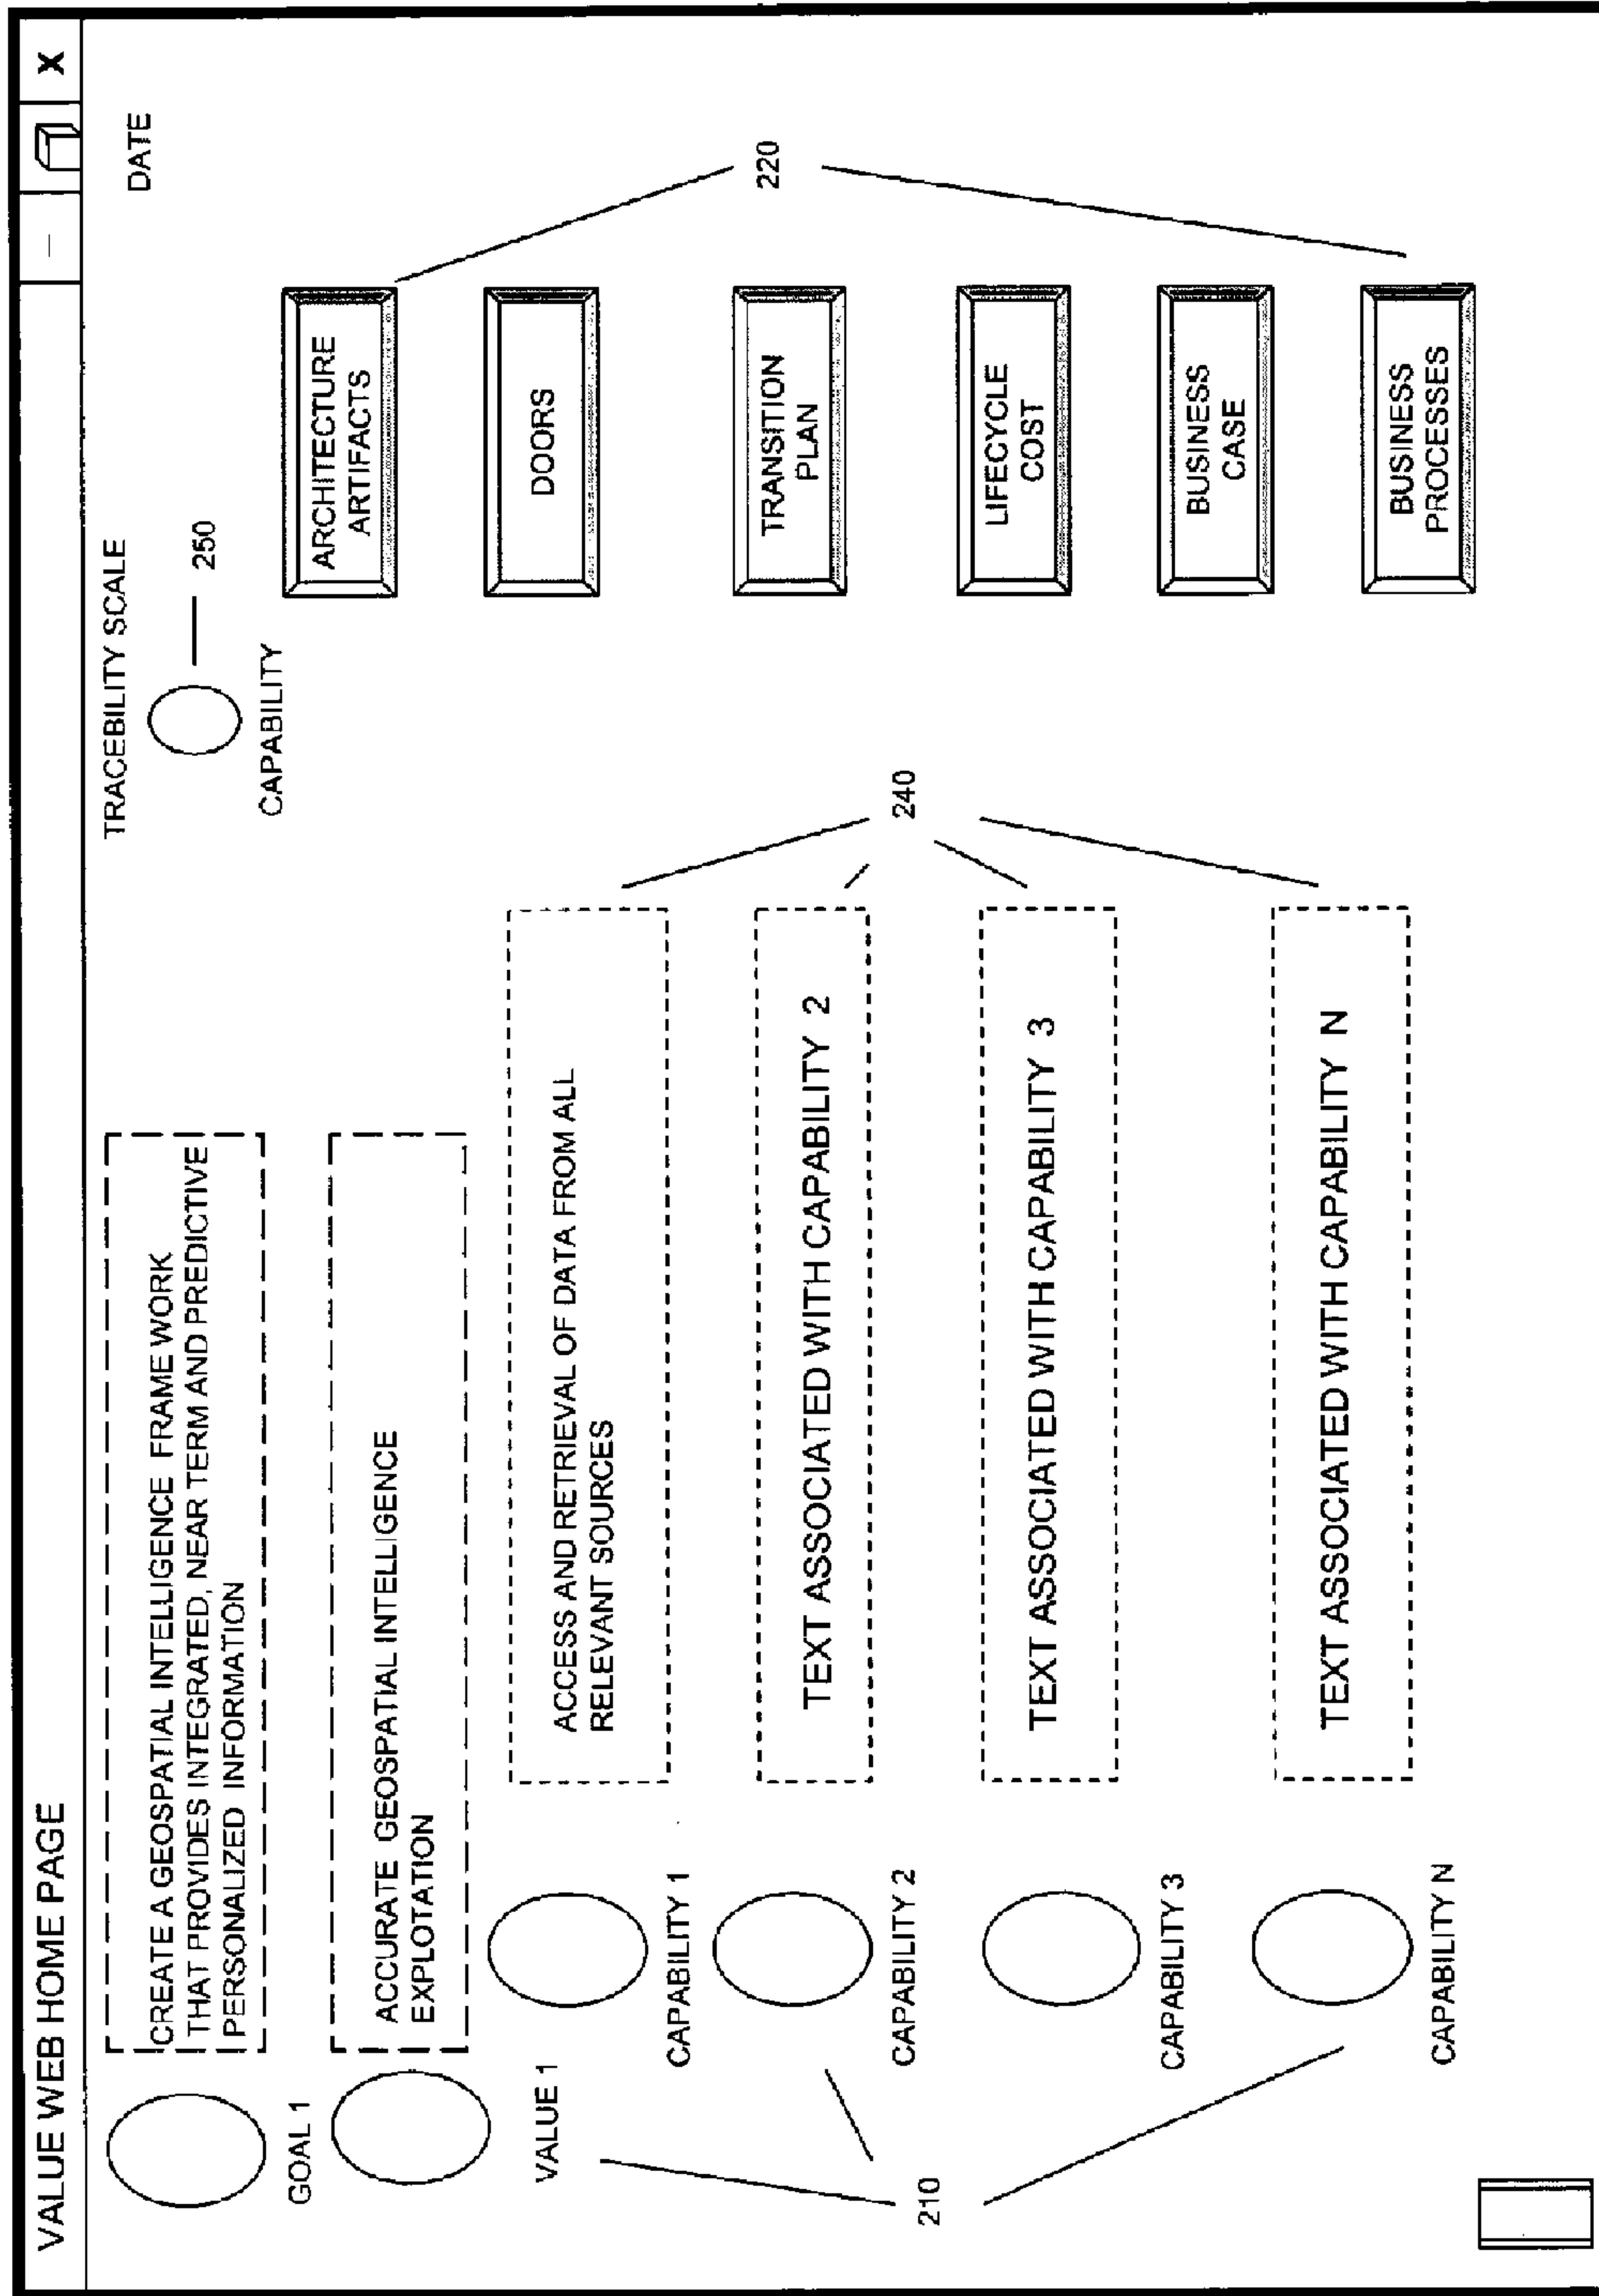 VALUE WEB HOME PAGE
X
DATE
TRACEBILITY SCALE
250
CAPABILITY
CREATE A GEOSPATIAL INTELLIGENCE FRAME WORK
THAT PROVIDES INTEGRATED, NEAR TERM AND PREDICTIVE
PERSONALIZED INFORMATION
GOAL 1
ACCURATE GEOSPATIAL INTELLIGENCE
EXPLOTATION
VALUE 1
ACCESS AND RETRIEVAL OF DATA FROM ALL
RELEVANT SOURCES
CAPABILITY 1
TEXT ASSOCIATED WITH CAPABILITY 2
CAPABILITY 2
TEXT ASSOCIATED WITH CAPABILITY 3
CAPABILITY 3
TEXT ASSOCIATED WITH CAPABILITY N
CAPABILITY N
210
240
ARCHITECTURE
ARTIFACTS
DOORS
TRANSITION
PLAN
LIFECYCLE
COST
BUSINESS
CASE
BUSINESS
PROCESSES
220